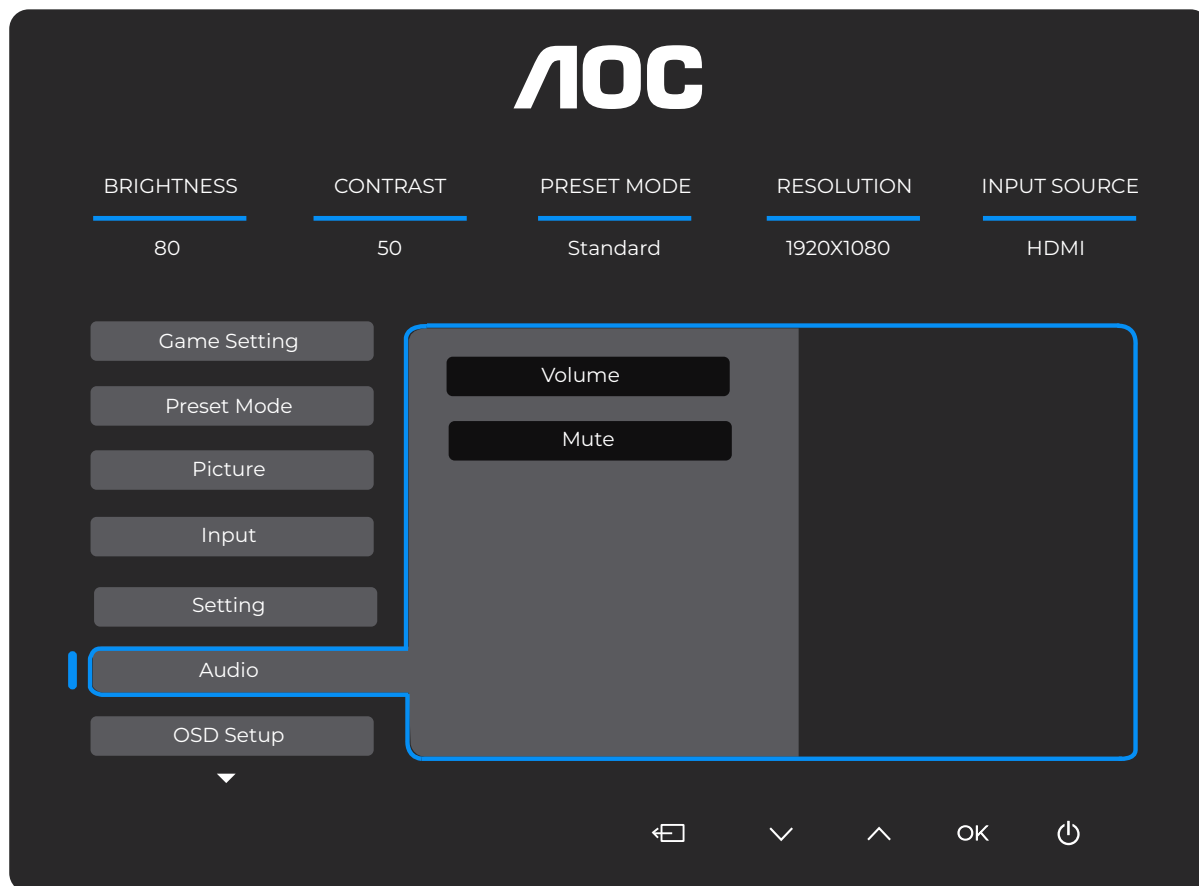 AOC
BRIGHTNESS CONTRAST PRESET MODE RESOLUTION INPUT SOURCE
80 50 Standard 1920X1080 HDMI
Game Setting
Preset Mode
Picture
Input
Setting
Audio
OSD Setup
Volume
Mute
OK